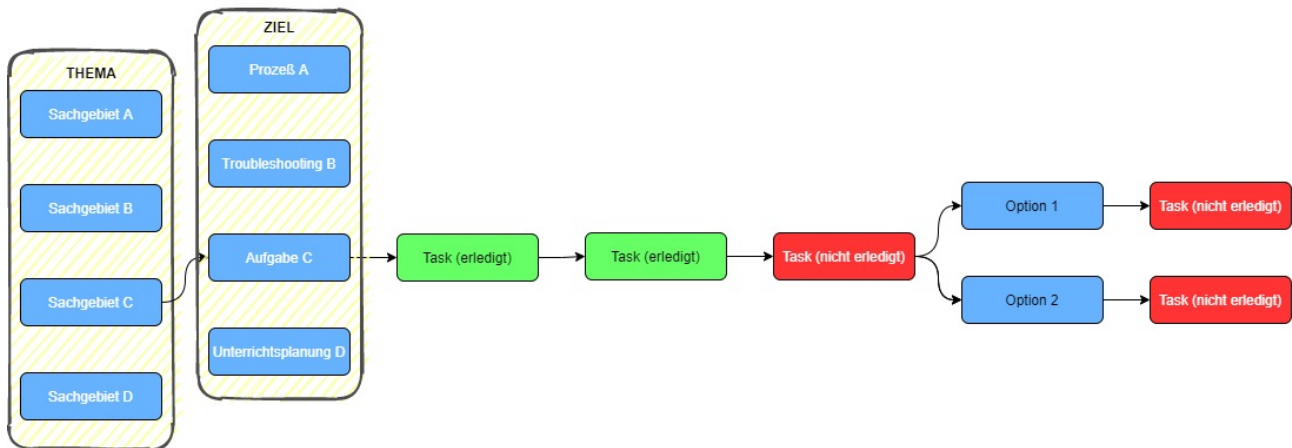 THEMA
Sachgebiet A
Sachgebiet B
Sachgebiet C
Sachgebiet D
ZIEL
Prozeß A
Troubleshooting B
Aufgabe C
Unterrichtsplanung D
Task (erledigt)
Task (erledigt)
Task (nicht erledigt)
Option 1
Task (nicht erledigt)
Option 2
Task (nicht erledigt)